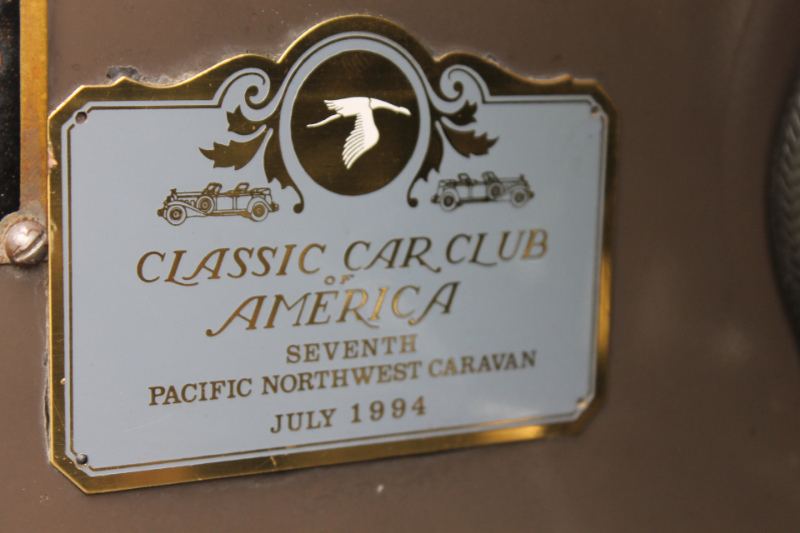 CLASSIC CAR CLUB
OF
AMERICA
SEVENTH
PACIFIC NORTHWEST CARAVAN
JULY 1994